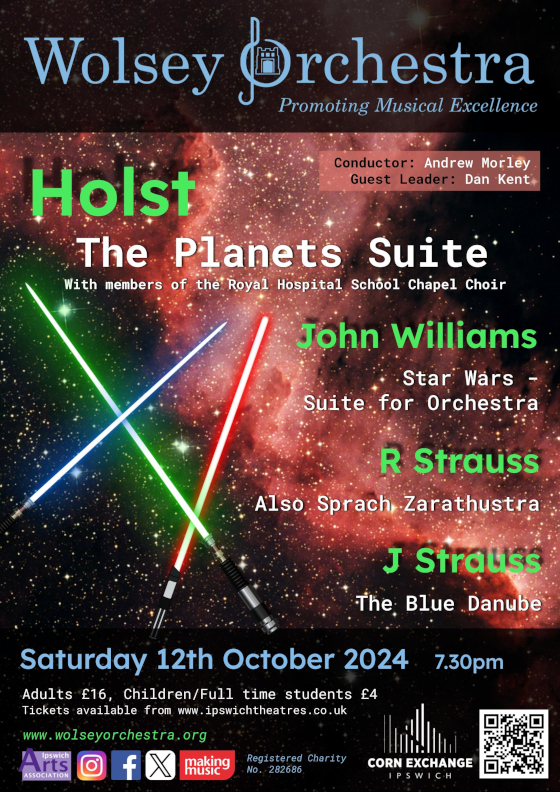 Wolsey Orchestra
Promoting Musical Excellence
Conductor: Andrew Morley
Guest Leader: Dan Kent
Holst
The Planets Suite
With members of the Royal Hospital School Chapel Choir
John Williams
Star Wars -
Suite for Orchestra
R Strauss
Also Sprach Zarathustra
J Strauss
The Blue Danube
Saturday 12th October 2024 7.30pm
Adults £16, Children/Full time students £4
Tickets available from www.ipswichtheatres.co.uk
www.wolseyorchestra.org
Ipswich
Arts
ASSOCIATION
making
music
Registered Charity
No. 282686
CORN EXCHANGE
IPSWICH